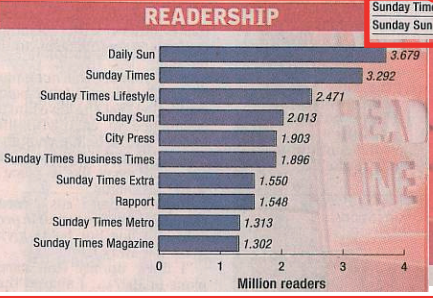 Sunday Time
Sunday Sun
READERSHIP
Daily Sun 3.679
Sunday Times 3.292
Sunday Times Lifestyle 2.471
Sunday Sun 2.013
City Press 1.903
Sunday Times Business Times 1.896
Sunday Times Extra 1.550
Rapport 1.548
Sunday Times Metro 1.313
Sunday Times Magazine 1.302
0 1 2 3 4
Million readers
HEAD
LINE